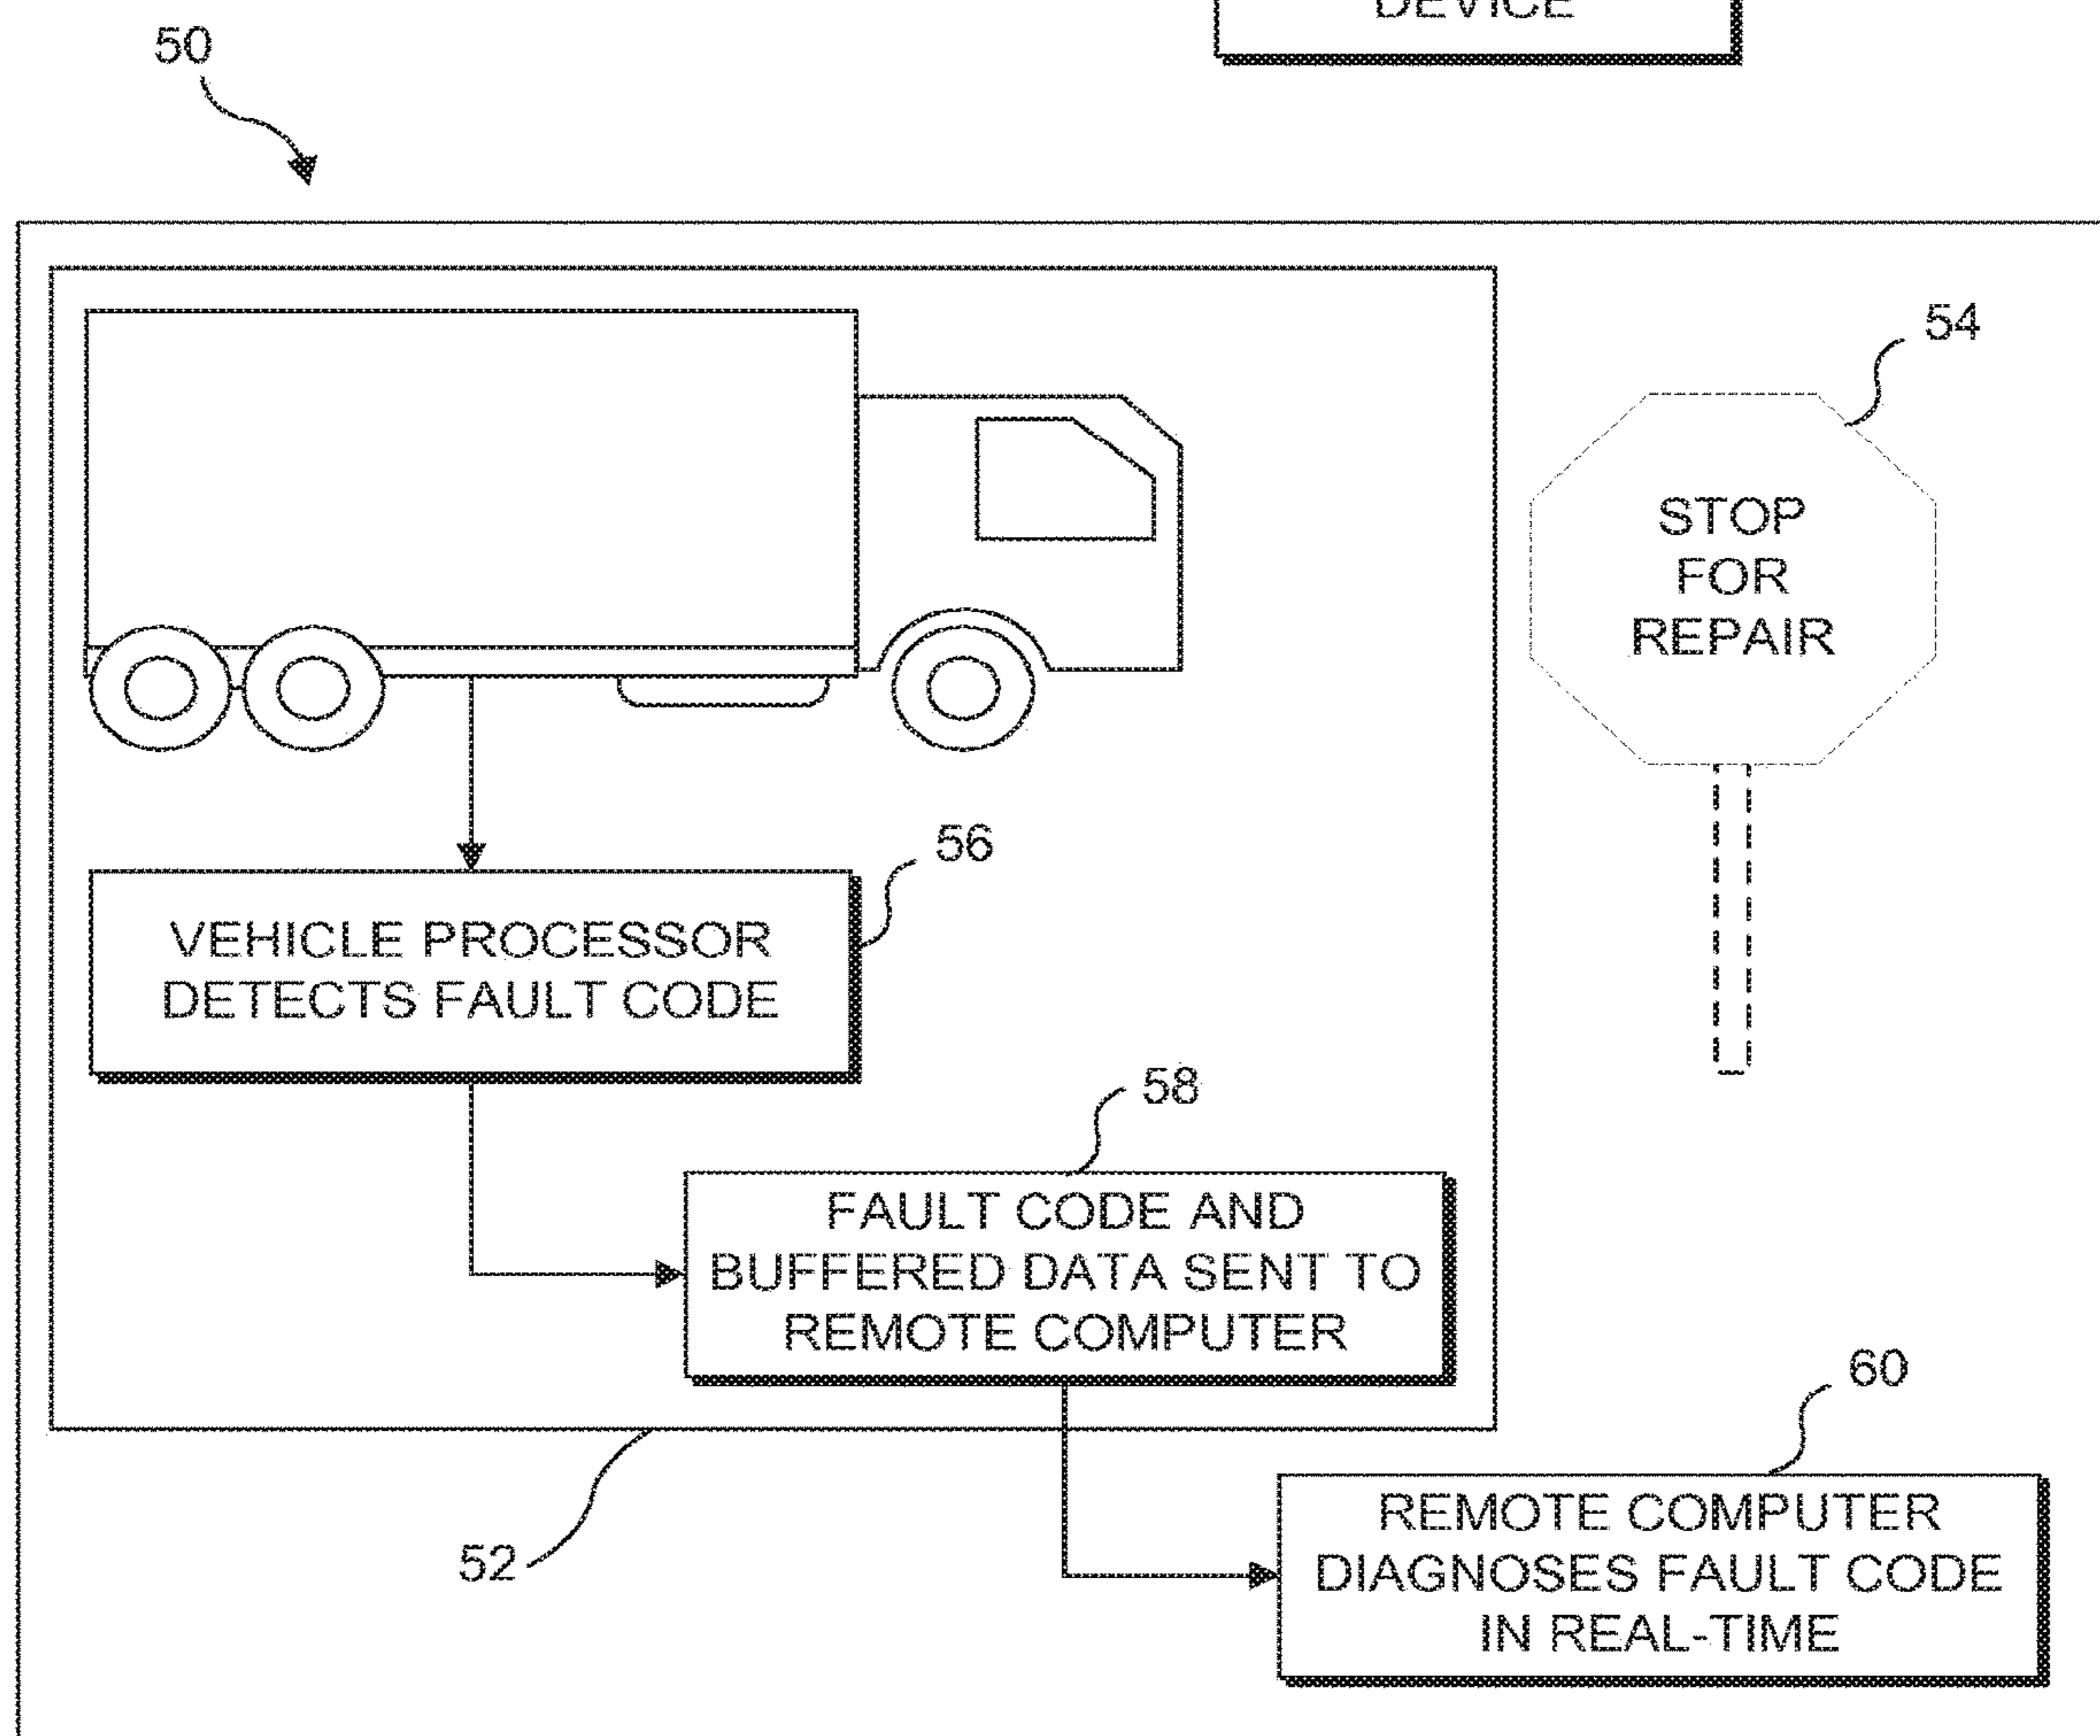 DEVICE
50
54
STOP
FOR
REPAIR
56
VEHICLE PROCESSOR
DETECTS FAULT CODE
58
FAULT CODE AND
BUFFERED DATA SENT TO
REMOTE COMPUTER
60
52
REMOTE COMPUTER
DIAGNOSES FAULT CODE
IN REAL-TIME